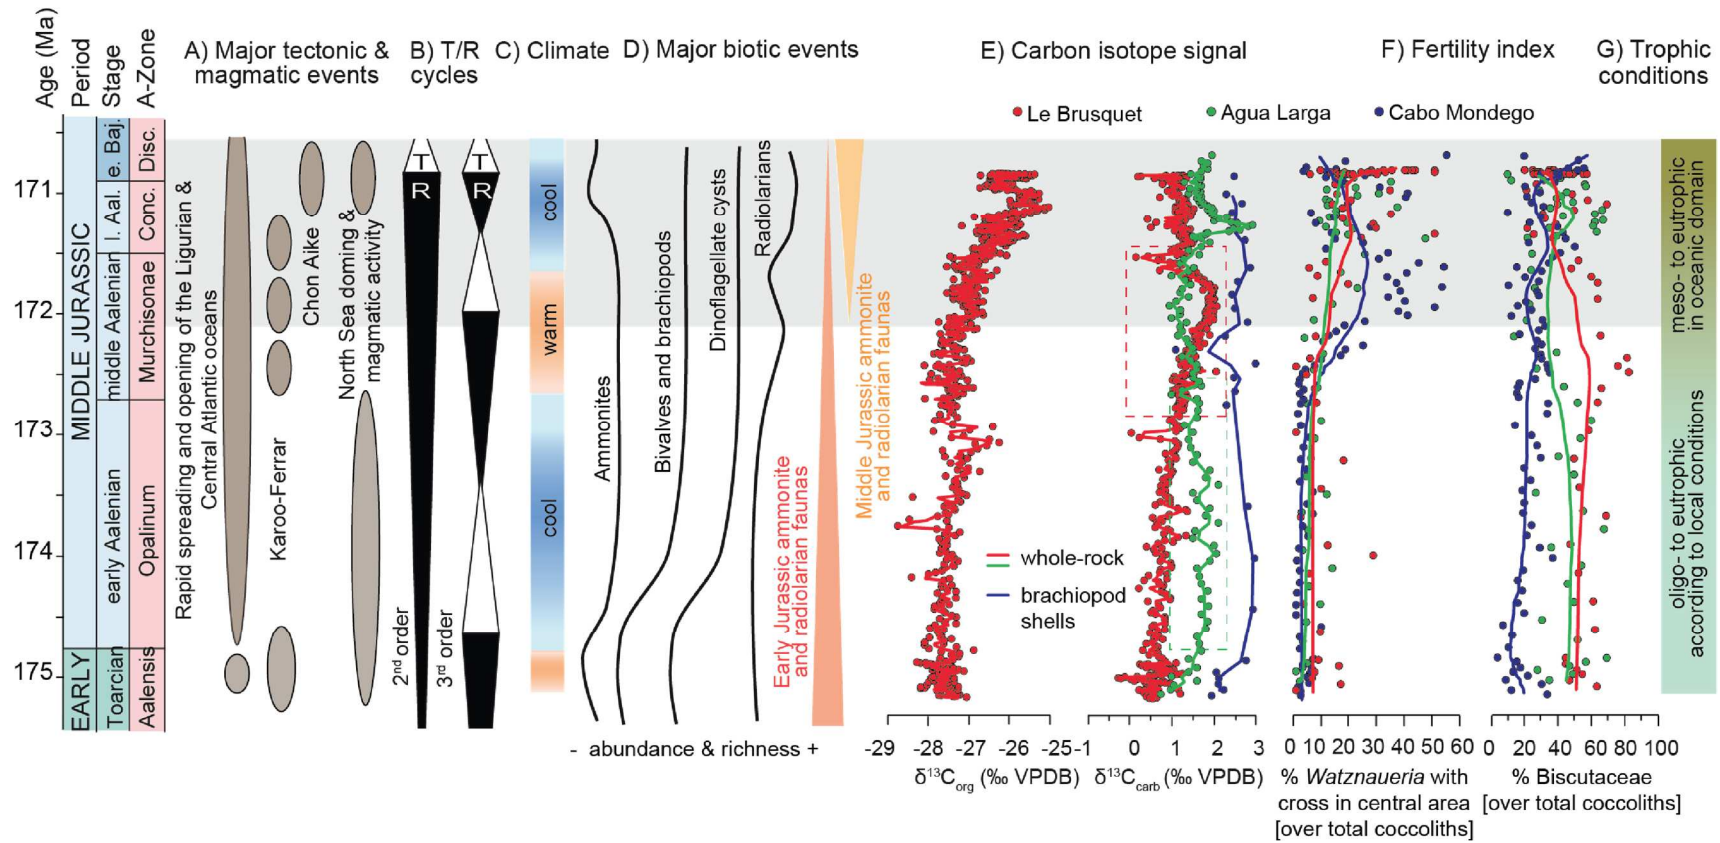 Age (Ma)
Period
Stage
A-Zone
A) Major tectonic &
magmatic events
B) T/R
cycles
C) Climate
D) Major biotic events
E) Carbon isotope signal
F) Fertility index
G) Trophic
conditions
Le Brusquet
Agua Larga
Cabo Mondego
171
172
173
174
175
MIDDLE JURASSIC
EARLY
e. Baj.
l. Aal.
middle Aalenian
early Aalenian
Toarcian
Disc.
Conc.
Murchisonae
Opalinum
Aalensis
Rapid spreading and opening of the Ligurian &
Central Atlantic oceans
Karoo-Ferrar
Chon Aike
North Sea doming &
magmatic activity
T
R
T
R
2nd order
3rd order
cool
warm
cool
Ammonites
Bivalves and brachiopods
Dinoflagellate cysts
Radiolarians
- abundance & richness +
Early Jurassic ammonite
and radiolarian faunas
Middle Jurassic ammonite
and radiolarian faunas
whole-rock
brachiopod
shells
meso- to eutrophic
in oceanic domain
oligo- to eutrophic
according to local conditions
-29 -28 -27 -26 -25
-1 0 1 2 3
0 10 20 30 40 50 60
0 20 40 60 80 100
δ13Corg (‰ VPDB)
δ13Ccarb (‰ VPDB)
% Watznaueria with
cross in central area
[over total coccoliths]
% Biscutaceae
[over total coccoliths]